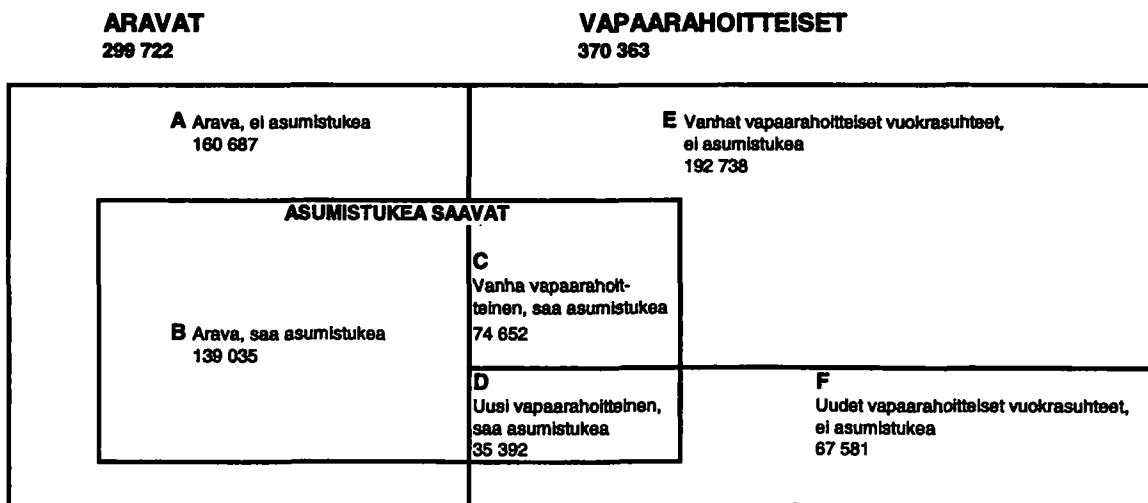 ARAVAT
299 722
VAPAARAHOITTEISET
370 363
A Arava, ei asumistukea
160 687
E Vanhat vapaarahoitteiset vuokrasuhteet,
ei asumistukea
192 738
ASUMISTUKEA SAAVAT
C
Vanha vapaarahoit-
teinen, saa asumistukea
74 652
B Arava, saa asumistukea
139 035
D
Uusi vapaarahoitteinen,
saa asumistukea
35 392
F
Uudet vapaarahoitteiset vuokrasuhteet,
ei asumistukea
67 581